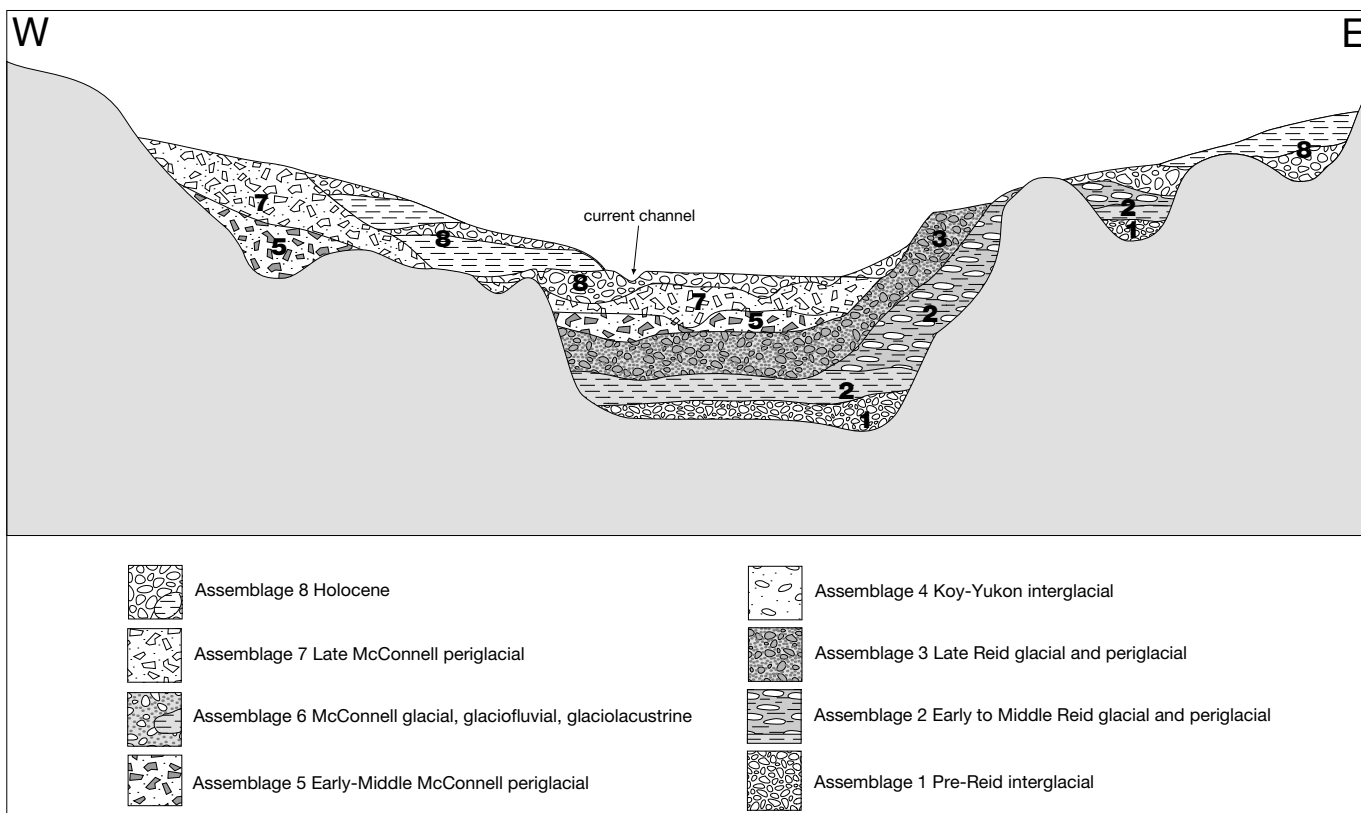 W
E
current channel
7
5
8
8
7
5
3
2
2
1
2
1
8
Assemblage 8 Holocene
Assemblage 7 Late McConnell periglacial
Assemblage 6 McConnell glacial, glaciofluvial, glaciolacustrine
Assemblage 5 Early-Middle McConnell periglacial
Assemblage 4 Koy-Yukon interglacial
Assemblage 3 Late Reid glacial and periglacial
Assemblage 2 Early to Middle Reid glacial and periglacial
Assemblage 1 Pre-Reid interglacial